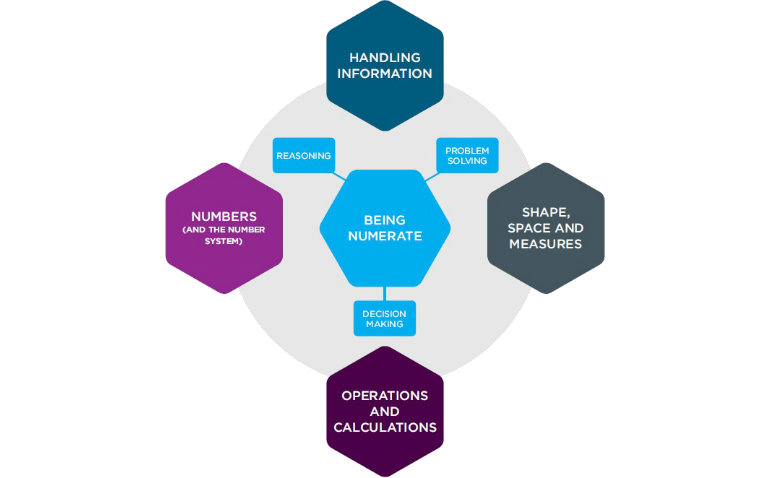 HANDLING
INFORMATION
REASONING
PROBLEM
SOLVING
NUMBERS
(AND THE NUMBER
SYSTEM)
BEING
NUMERATE
SHAPE,
SPACE AND
MEASURES
DECISION
MAKING
OPERATIONS
AND
CALCULATIONS